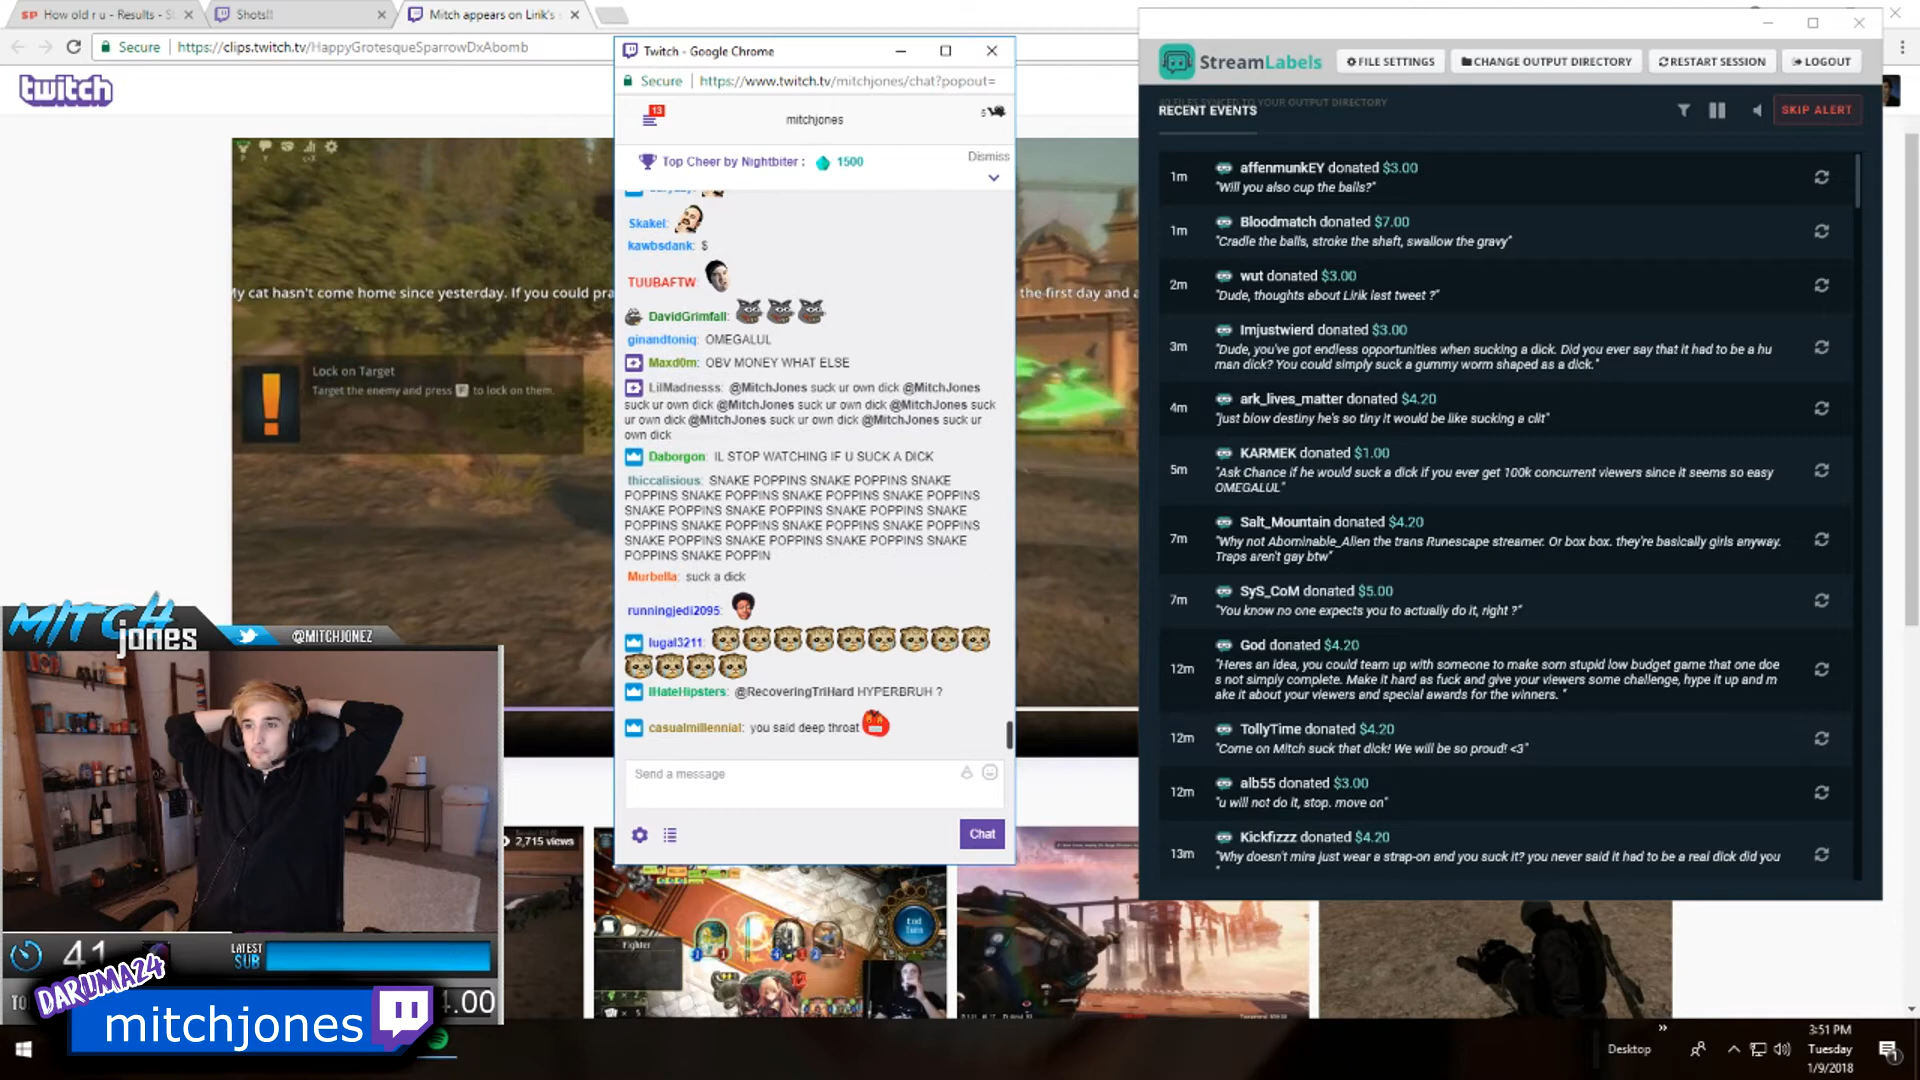 SP How old r u - Results - St
Shots!!
Mitch appears on Lirik's
Secure
https://clips.twitch.tv/HappyGrotesqueSparrowDxAbomb
twitch
My cat hasn't come home since yesterday. If you could pra
the first day and a
Lock on Target
Target the enemy and press F to lock on them.
Twitch - Google Chrome
Secure
https://www.twitch.tv/mitchjones/chat?popout=
13
mitchjones
Top Cheer by Nightbiter : 1500
Dismiss
Skakel:
kawbsdank: $
TUUBAFTW:
DavidGrimfall:
ginandtoniq: OMEGALUL
Maxd0m: OBV MONEY WHAT ELSE
LilMadnesss: @MitchJones suck ur own dick @MitchJones
suck ur own dick @MitchJones suck ur own dick @MitchJones suck
ur own dick @MitchJones suck ur own dick @MitchJones suck ur
own dick
Daborgon: IL STOP WATCHING IF U SUCK A DICK
thiccalisious: SNAKE POPPINS SNAKE POPPINS SNAKE
POPPINS SNAKE POPPINS SNAKE POPPINS SNAKE POPPINS
SNAKE POPPINS SNAKE POPPINS SNAKE POPPINS SNAKE
POPPINS SNAKE POPPINS SNAKE POPPINS SNAKE POPPINS
SNAKE POPPINS SNAKE POPPINS SNAKE POPPINS SNAKE
POPPINS SNAKE POPPIN
Murbella: suck a dick
runningjedi2095:
lugal3211:
IHateHipsters: @RecoveringTriHard HYPERBRUH ?
casualmillennial: you said deep throat
Send a message
Chat
StreamLabels
FILE SETTINGS
CHANGE OUTPUT DIRECTORY
RESTART SESSION
LOGOUT
FILES SYNCED TO YOUR OUTPUT DIRECTORY
RECENT EVENTS
SKIP ALERT
1m
affenmunkEY donated $3.00
"Will you also cup the balls?"
1m
Bloodmatch donated $7.00
"Cradle the balls, stroke the shaft, swallow the gravy"
2m
wut donated $3.00
"Dude, thoughts about Lirik last tweet ?"
3m
Imjustwierd donated $3.00
"Dude, you've got endless opportunities when sucking a dick. Did you ever say that it had to be a hu
man dick? You could simply suck a gummy worm shaped as a dick."
4m
ark_lives_matter donated $4.20
"just blow destiny he's so tiny it would be like sucking a clit"
5m
KARMEK donated $1.00
"Ask Chance if he would suck a dick if you ever get 100k concurrent viewers since it seems so easy
OMEGALUL"
7m
Salt_Mountain donated $4.20
"Why not Abominable_Alien the trans Runescape streamer. Or box box. they're basically girls anyway.
Traps aren't gay btw"
7m
SyS_CoM donated $5.00
"You know no one expects you to actually do it, right ?"
12m
God donated $4.20
"Heres an idea, you could team up with someone to make som stupid low budget game that one doe
s not simply complete. Make it hard as fuck and give your viewers some challenge, hype it up and m
ake it about your viewers and special awards for the winners. "
12m
TollyTime donated $4.20
"Come on Mitch suck that dick! We will be so proud! <3"
12m
alb55 donated $3.00
"u will not do it, stop. move on"
13m
Kickfizzz donated $4.20
"Why doesn't mira just wear a strap-on and you suck it? you never said it had to be a real dick did you
"
MITCH
jones
@MITCHJONEZ
41
LATEST
SUB
DARUMA24
4.00
mitchjones
2,715 views
Fighter
End
Turn
Desktop
3:51 PM
Tuesday
1/9/2018
1